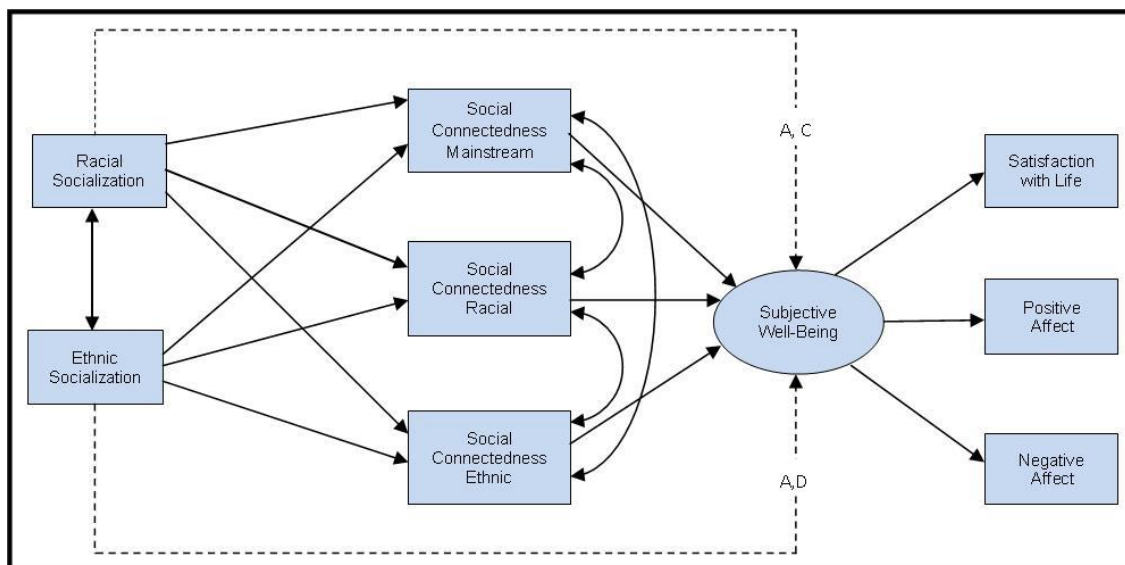 A, C
Racial
Socialization
Social
Connectedness
Mainstream
Satisfaction
with Life
Social
Connectedness
Racial
Subjective
Well-Being
Positive
Affect
Ethnic
Socialization
Social
Connectedness
Ethnic
Negative
Affect
A,D